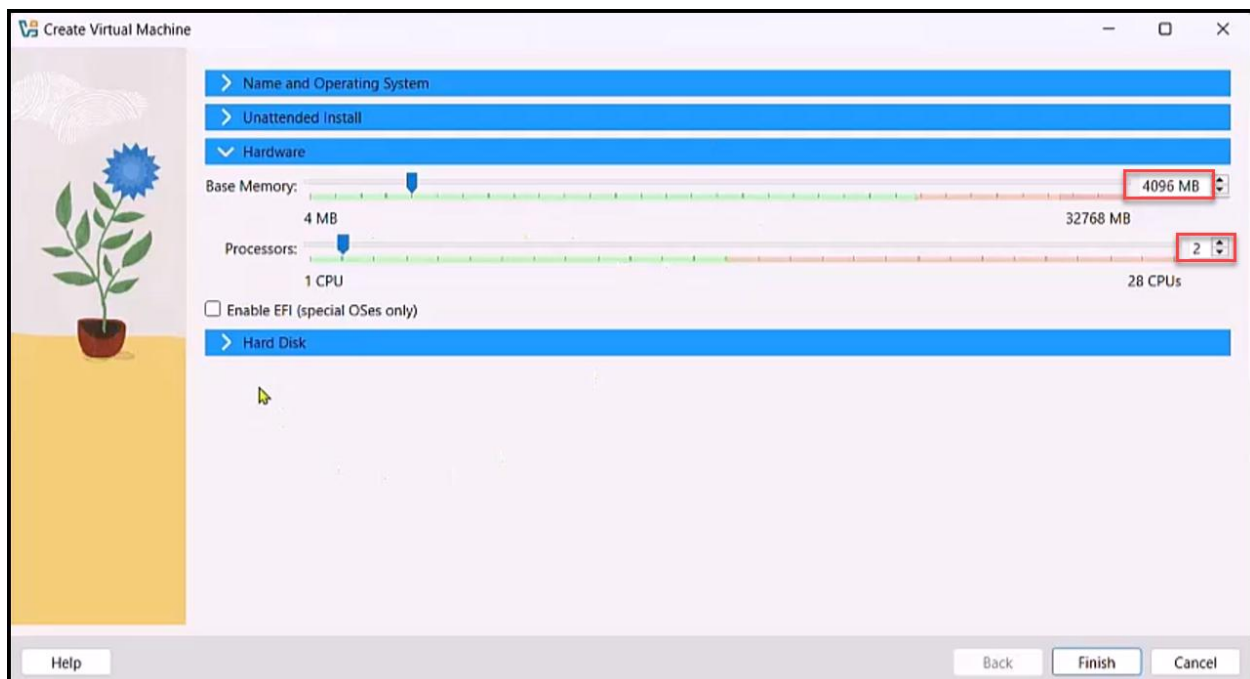 Create Virtual Machine
Name and Operating System
Unattended Install
Hardware
Base Memory: 4096 MB
4 MB 32768 MB
Processors: 2
1 CPU 28 CPUs
Enable EFI (special OSes only)
Hard Disk
Help Back Finish Cancel